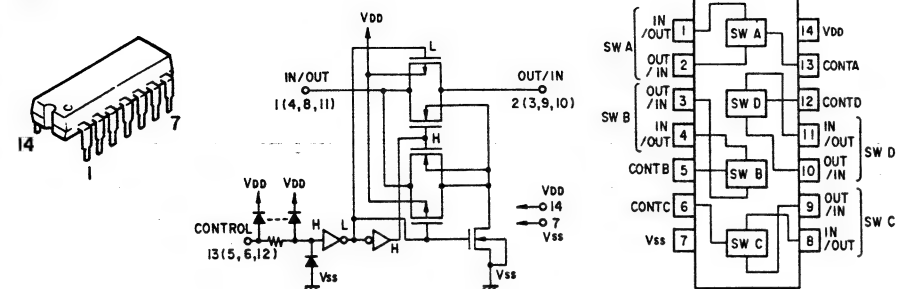 14
1
7
VDD
L
IN/OUT
1(4,8,11)
OUT/IN
2(3,9,10)
H
VDD
VDD
H
L
H
CONTROL
13(5,6,12)
VSS
VDD
14
7
VSS
VSS
SW A
IN
/OUT
1
OUT
/IN
2
SW B
OUT
/IN
3
IN
/OUT
4
CONTB
5
CONTC
6
VSS
7
SW A
SW D
SW B
SW C
14
VDD
13
CONTA
12
CONTD
11
IN
/OUT
10
OUT
/IN
SW D
9
OUT
/IN
8
IN
/OUT
SW C